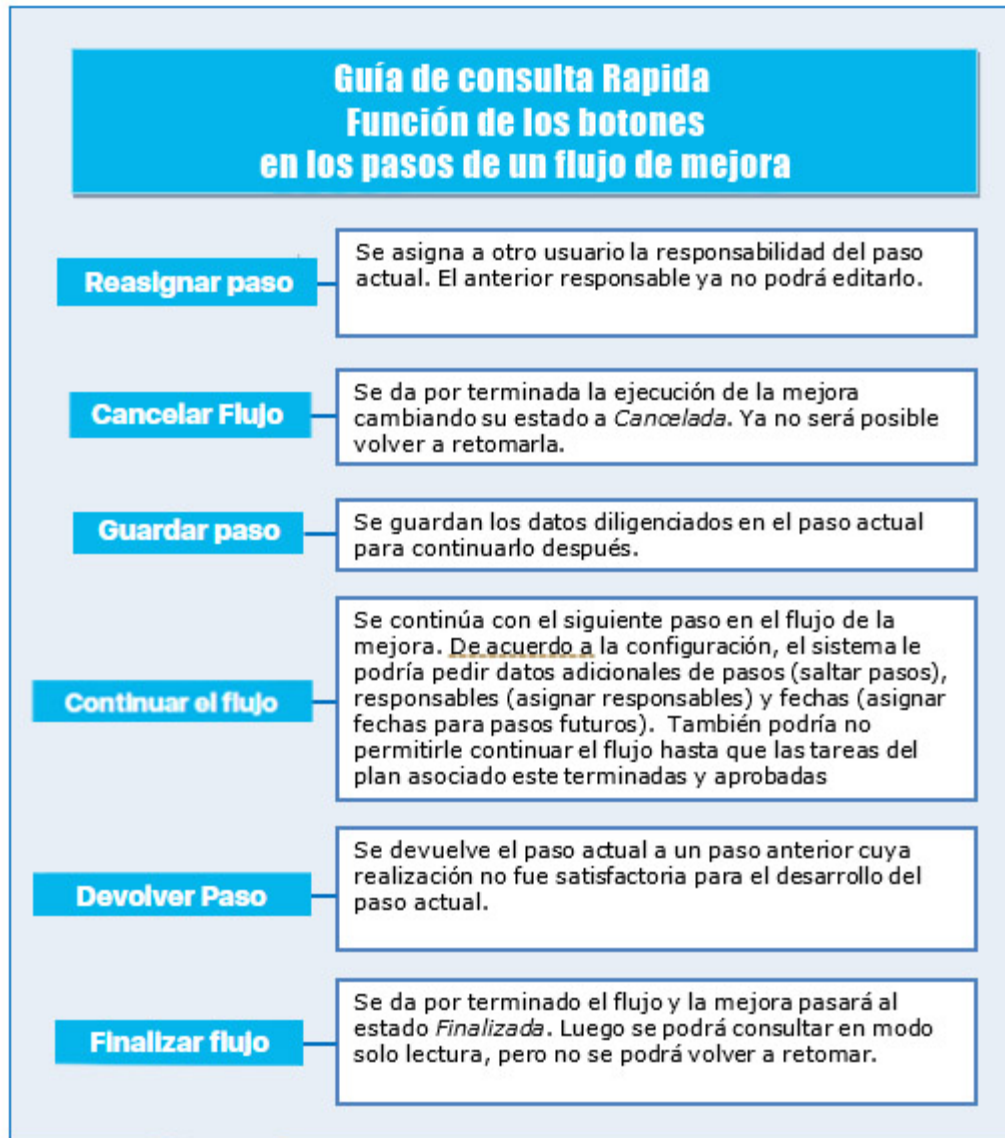 Guía de consulta Rapida
Función de los botones
en los pasos de un flujo de mejora
Reasignar paso
Se asigna a otro usuario la responsabilidad del paso
actual. El anterior responsable ya no podrá editarlo.
Cancelar Flujo
Se da por terminada la ejecución de la mejora
cambiando su estado a Cancelada. Ya no será posible
volver a retomarla.
Guardar paso
Se guardan los datos diligenciados en el paso actual
para continuarlo después.
Continuar el flujo
Se continúa con el siguiente paso en el flujo de la
mejora. De acuerdo a la configuración, el sistema le
podría pedir datos adicionales de pasos (saltar pasos),
responsables (asignar responsables) y fechas (asignar
fechas para pasos futuros). También podría no
permitirle continuar el flujo hasta que las tareas del
plan asociado este terminadas y aprobadas
Devolver Paso
Se devuelve el paso actual a un paso anterior cuya
realización no fue satisfactoria para el desarrollo del
paso actual.
Finalizar flujo
Se da por terminado el flujo y la mejora pasará al
estado Finalizada. Luego se podrá consultar en modo
solo lectura, pero no se podrá volver a retomar.